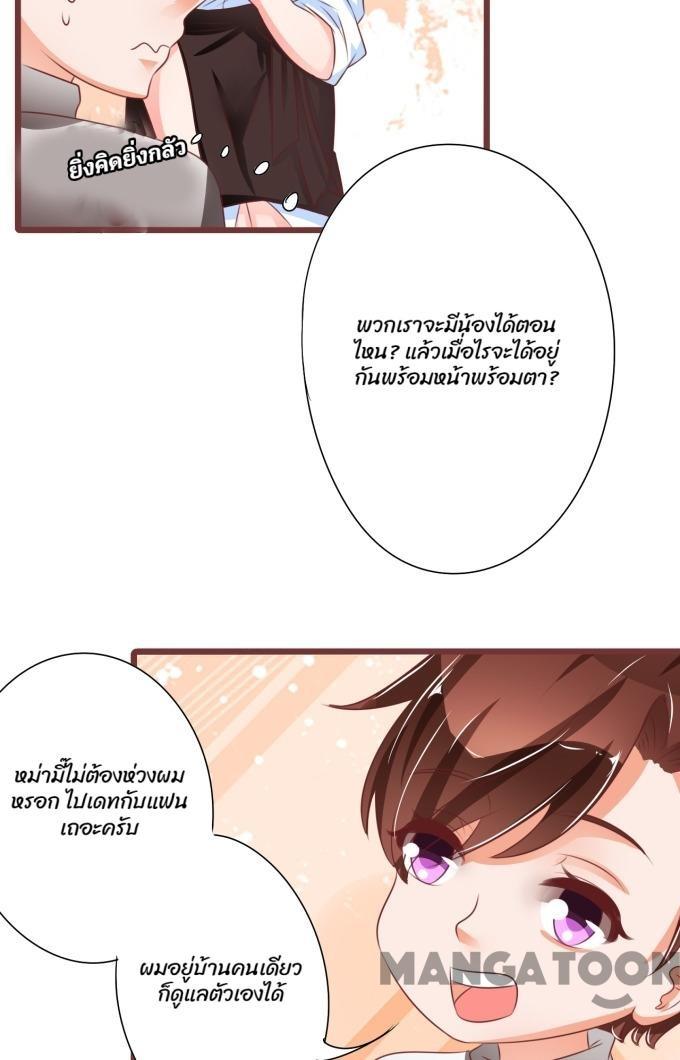 ยิ่งคิดยิ่งกลัว
พวกเราจะมีน้องได้ตอน
ไหน? แล้วเมื่อไรจะได้อยู่
กันพร้อมหน้าพร้อมตา?
หม่ามี๊ไม่ต้องห่วงผม
หรอก ไปเดทกับแฟน
เถอะครับ
ผมอยู่บ้านคนเดียว
ก็ดูแลตัวเองได้
MANGATOON